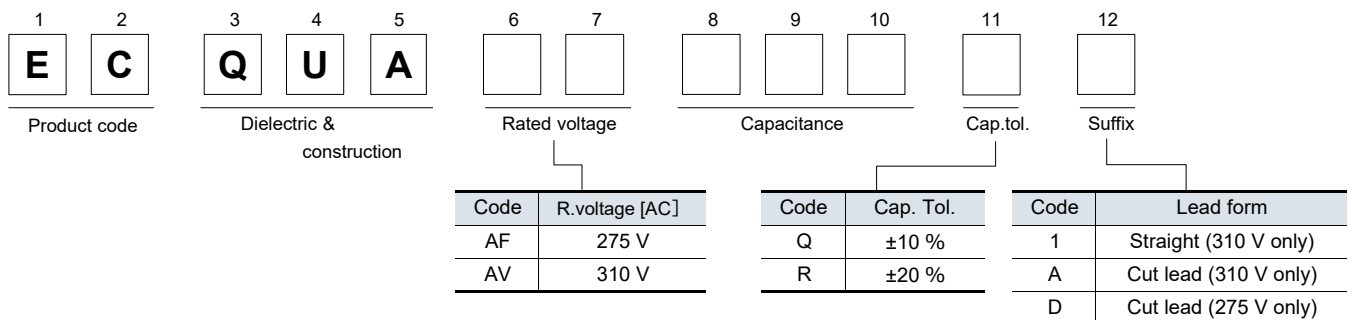 1 2 3 4 5 6 7 8 9 10 11 12
E C Q U A
Product code Dielectric & Rated voltage Capacitance Cap.tol. Suffix
construction
Code R.voltage [AC] Code Cap. Tol. Code Lead form
AF 275 V Q ±10 % 1 Straight (310 V only)
AV 310 V R ±20 % A Cut lead (310 V only)
D Cut lead (275 V only)